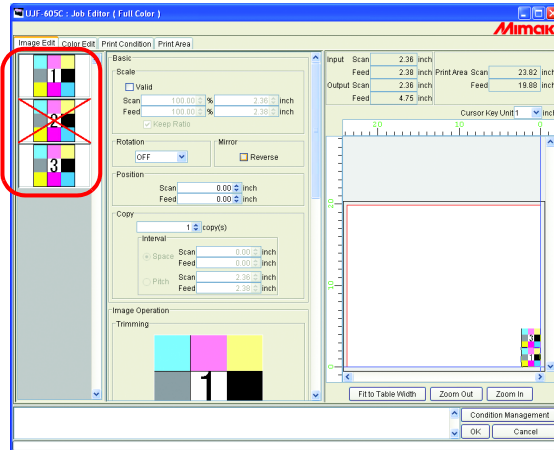 UJF-605C : Job Editor ( Full Color )
Mimak
Image Edit Color Edit Print Condition Print Area
1
2
3
Basic
Scale
Valid
Scan 100.00 % 2.36 inch
Feed 100.00 % 2.38 inch
Keep Ratio
Rotation
OFF
Mirror
Reverse
Position
Scan 0.00 inch
Feed 0.00 inch
Copy
1 copy(s)
Interval
Space Scan 0.00 inch
Feed 0.00 inch
Pitch Scan 2.36 inch
Feed 2.38 inch
Image Operation
Trimming
1
Input Scan 2.36 inch
Feed 2.38 inch Print Area Scan 23.82 inch
Output Scan 2.36 inch Feed 19.88 inch
Feed 4.75 inch
Cursor Key Unit: 1 inch
20 10 0
20
10
0
3
1
Fit to Table Width Zoom Out Zoom In
Condition Management
OK Cancel